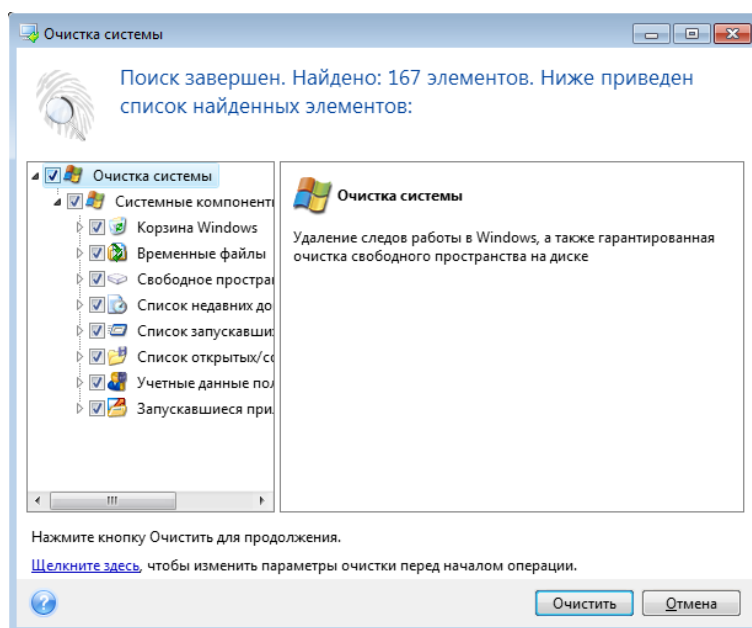 Очистка системы
Поиск завершен. Найдено: 167 элементов. Ниже приведен
список найденных элементов:
Очистка системы
Системные компонент
Корзина Windows
Временные файлы
Свободное простра
Список недавних до
Список запускавши
Список открытых/со
Учетные данные пол
Запускавшиеся при
Очистка системы
Удаление следов работы в Windows, а также гарантированная
очистка свободного пространства на диске
Нажмите кнопку Очистить для продолжения.
Щелкните здесь, чтобы изменить параметры очистки перед началом операции.
Очистить
Отмена